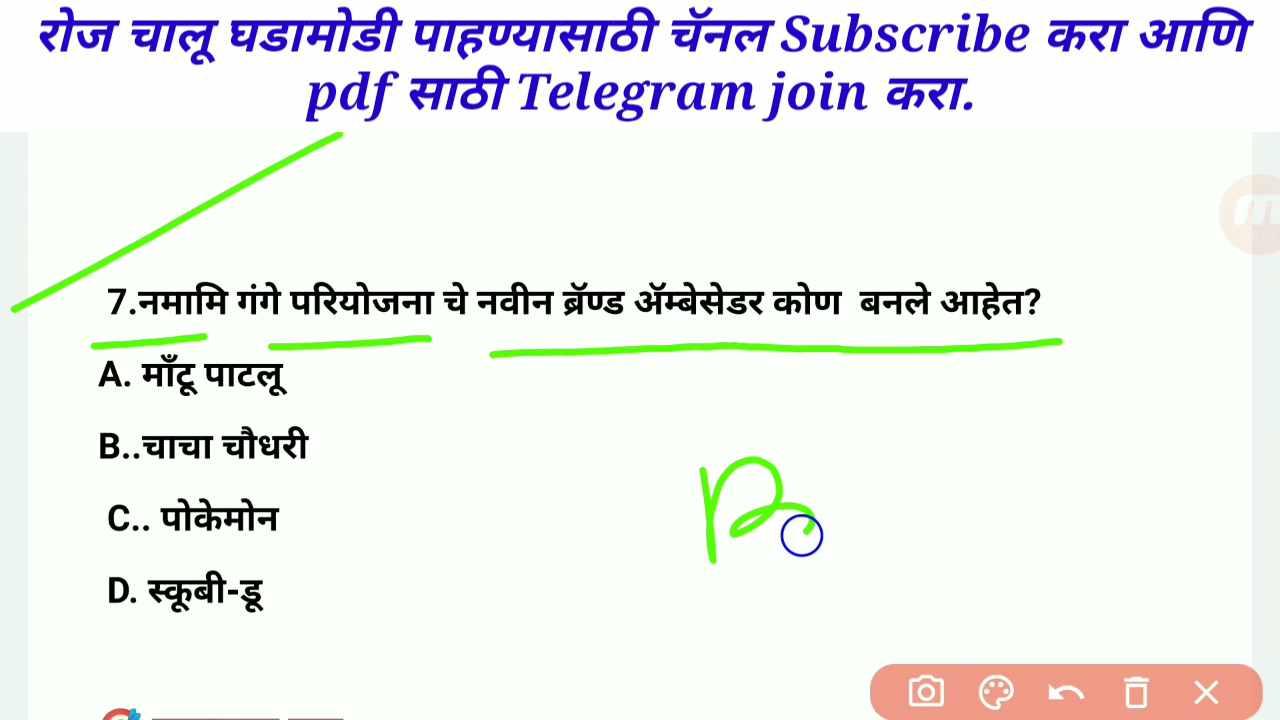 रोज चालू घडामोडी पाहण्यासाठी चॅनल Subscribe करा आणि
pdf साठी Telegram join करा.
7.नमामि गंगे परियोजना चे नवीन ब्रॅण्ड ॲम्बेसेडर कोण बनले आहेत?
A. माँटू पाटलू
B..चाचा चौधरी
C.. पोकेमोन
D. स्कूबी-डू
B